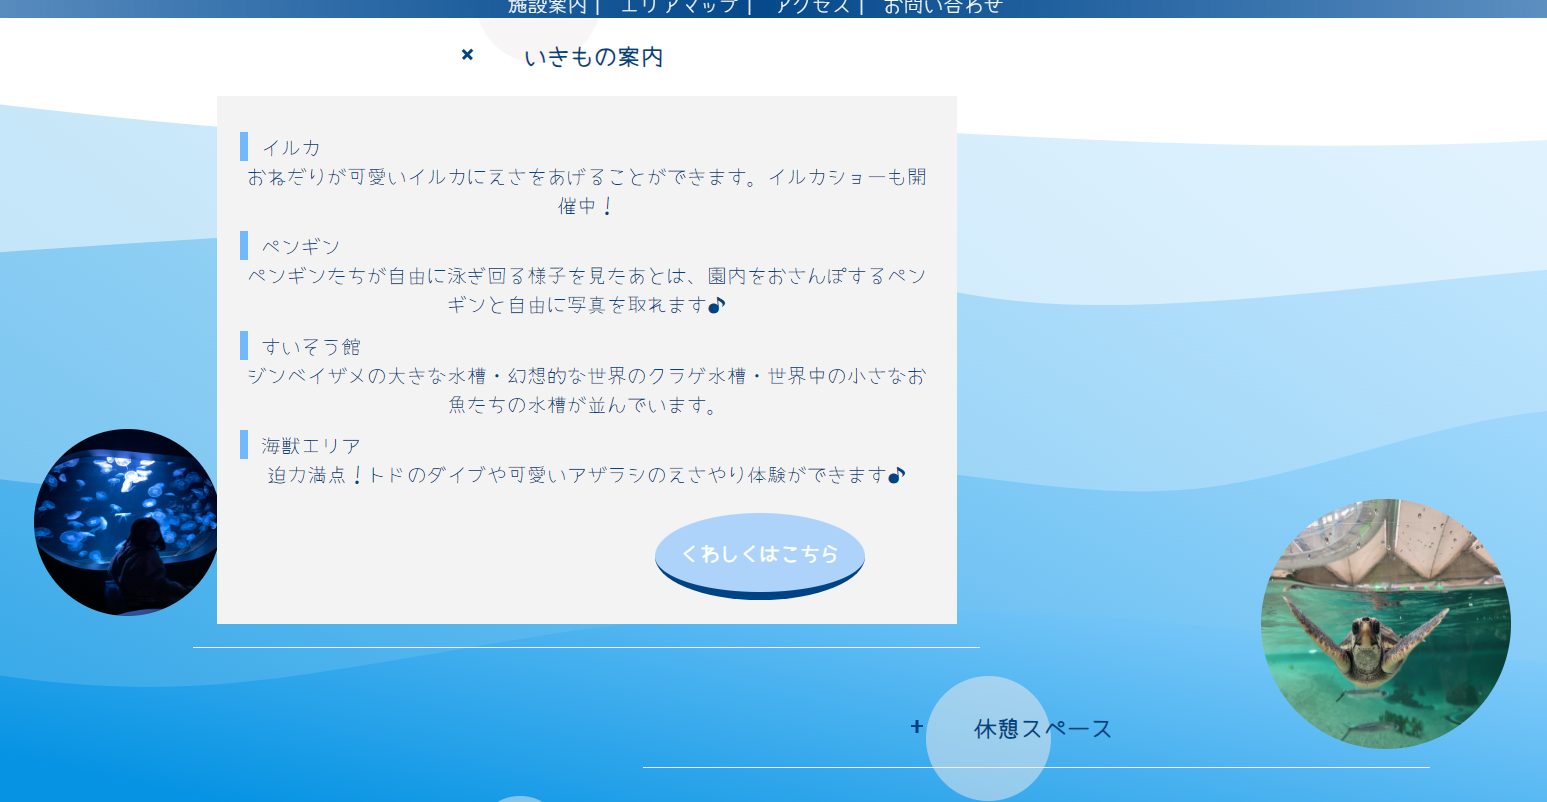 施設案内 | エリアマップ | アクセス | お問い合わせ
× いきもの案内
イルカ
おねだりが可愛いイルカにえさをあげることができます。イルカショーも開
催中！
ペンギン
ペンギンたちが自由に泳ぎ回る様子を見たあとは、園内をおさんぽするペン
ギンと自由に写真を取れます♪
すいそう館
ジンベイザメの大きな水槽・幻想的な世界のクラゲ水槽・世界中の小さなお
魚たちの水槽が並んでいます。
海獣エリア
迫力満点！トドのダイブや可愛いアザラシのえさやり体験ができます♪
くわしくはこちら
+ 休憩スペース